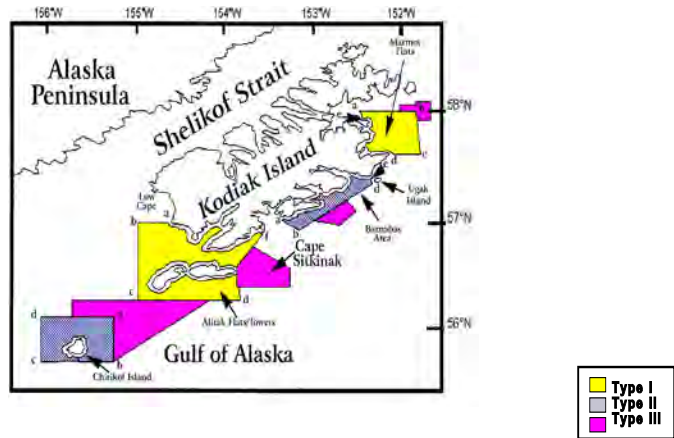 156°W
155°W
154°W
153°W
152°W
Marmot
Flats
Alaska
Peninsula
Shelikof Strait
58°N
a
b
Kodiak Island
d
c
e
d
Ugak
Island
Low
Cape
a
b
a
b
Barnabas
Area
57°N
f
Cape
Sitkinak
c
d
Alitak Flats/Towers
d
a
56°N
c
b
Gulf of Alaska
Chirikof Island
Type I
Type II
Type III